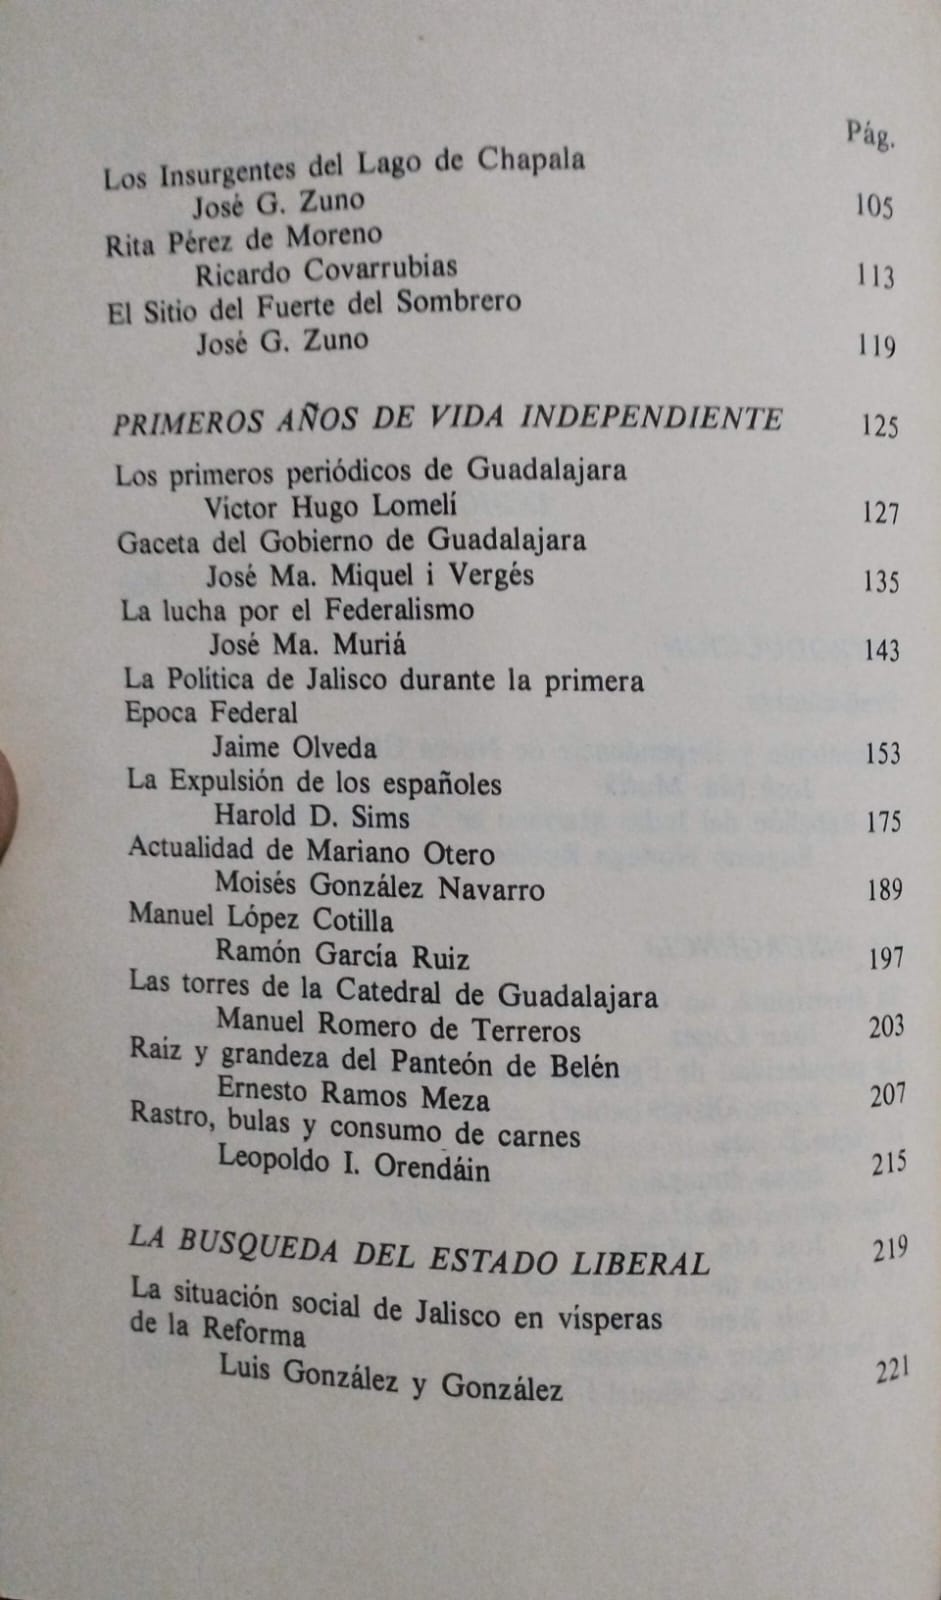 Pág.
Los Insurgentes del Lago de Chapala
José G. Zuno 105
Rita Pérez de Moreno
Ricardo Covarrubias 113
El Sitio del Fuerte del Sombrero
José G. Zuno 119
PRIMEROS AÑOS DE VIDA INDEPENDIENTE 125
Los primeros periódicos de Guadalajara
Víctor Hugo Lomelí 127
Gaceta del Gobierno de Guadalajara
José Ma. Miquel i Vergés 135
La lucha por el Federalismo
José Ma. Muriá 143
La Política de Jalisco durante la primera
Epoca Federal
Jaime Olveda 153
La Expulsión de los españoles
Harold D. Sims 175
Actualidad de Mariano Otero
Moisés González Navarro 189
Manuel López Cotilla
Ramón García Ruiz 197
Las torres de la Catedral de Guadalajara
Manuel Romero de Terreros 203
Raíz y grandeza del Panteón de Belén
Ernesto Ramos Meza 207
Rastro, bulas y consumo de carnes
Leopoldo I. Orendáin 215
LA BUSQUEDA DEL ESTADO LIBERAL 219
La situación social de Jalisco en vísperas
de la Reforma
Luis González y González 221